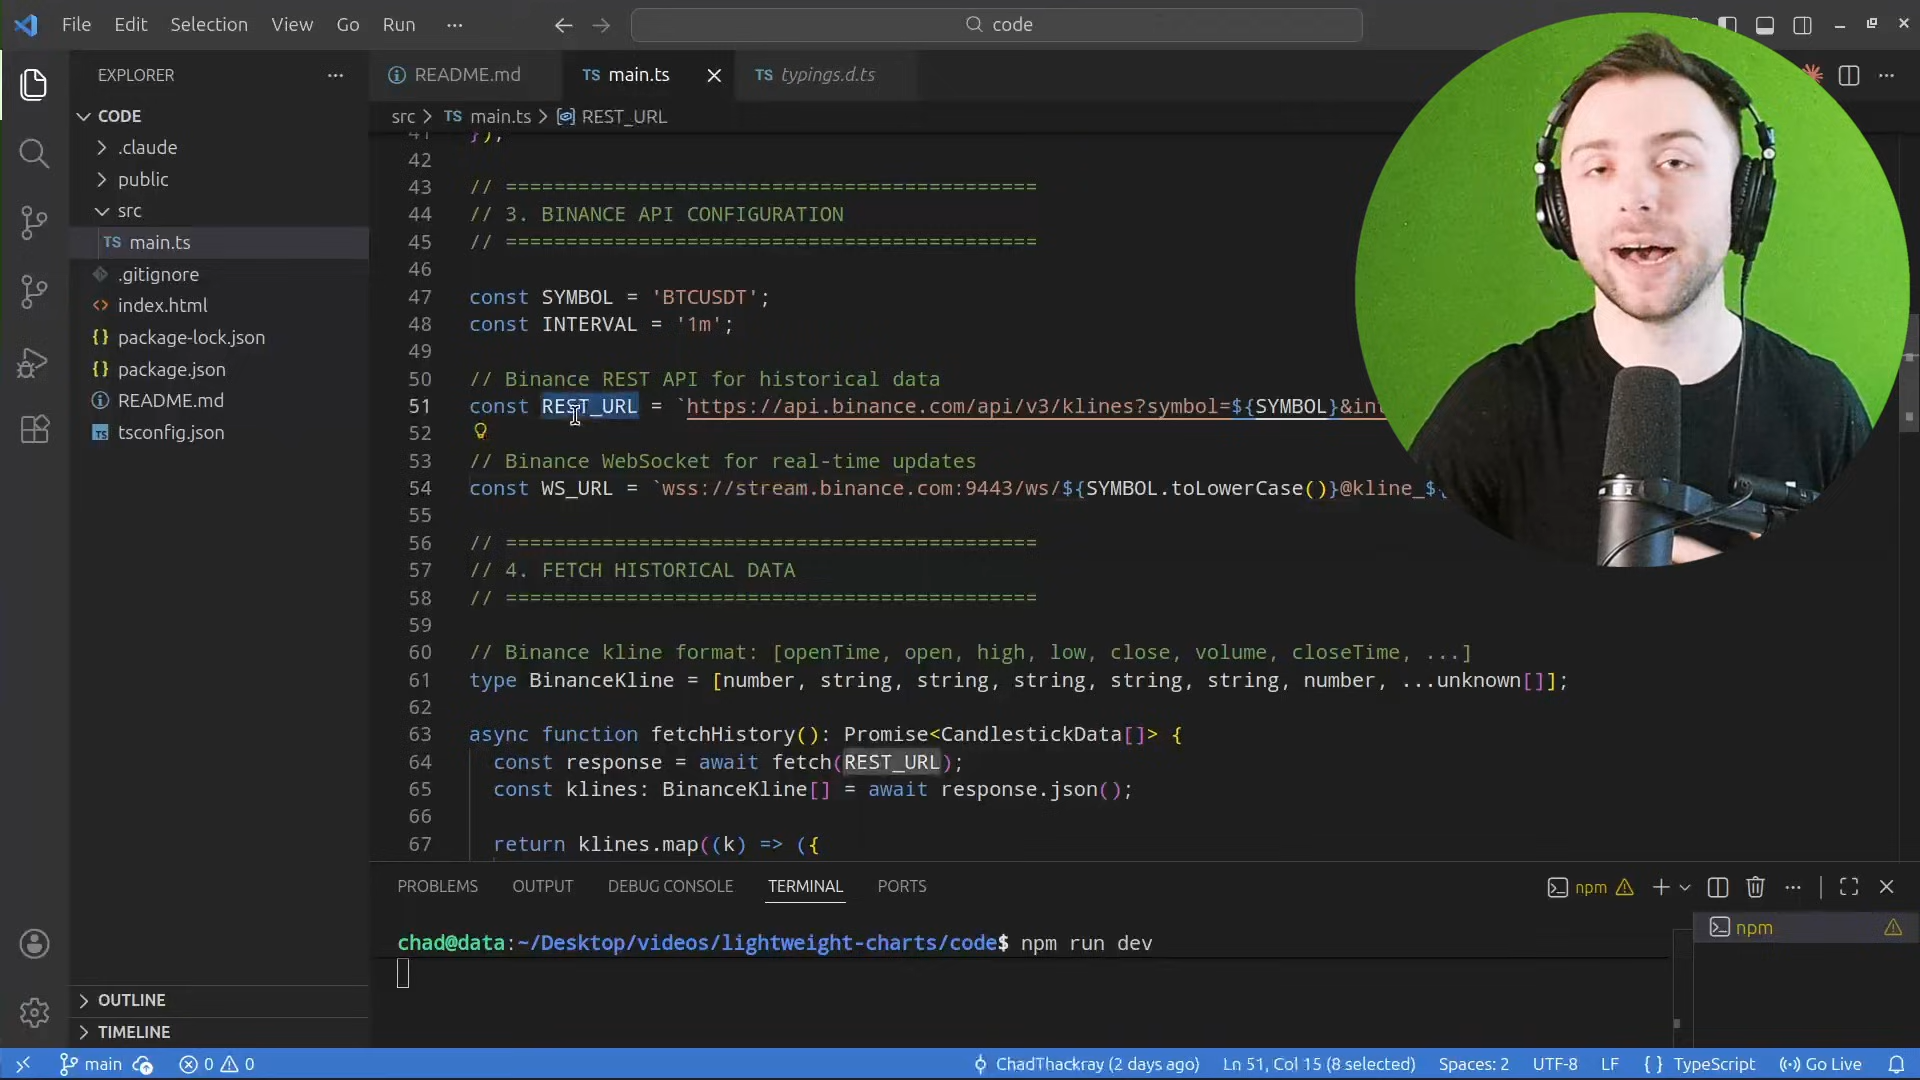 File Edit Selection View Go Run ··· code
EXPLORER ···
README.md
TS main.ts
TS typings.d.ts
CODE
src > TS main.ts > REST_URL
.claude
public
src
TS main.ts
.gitignore
index.html
{} package-lock.json
{} package.json
README.md
TS tsconfig.json
OUTLINE
TIMELINE
41 });
42
43 // ============================================
44 // 3. BINANCE API CONFIGURATION
45 // ============================================
46
47 const SYMBOL = 'BTCUSDT';
48 const INTERVAL = '1m';
49
50 // Binance REST API for historical data
51 const REST_URL = `https://api.binance.com/api/v3/klines?symbol=${SYMBOL}&int
52
53 // Binance WebSocket for real-time updates
54 const WS_URL = `wss://stream.binance.com:9443/ws/${SYMBOL.toLowerCase()}@kline_${
55
56 // ============================================
57 // 4. FETCH HISTORICAL DATA
58 // ============================================
59
60 // Binance kline format: [openTime, open, high, low, close, volume, closeTime, ...]
61 type BinanceKline = [number, string, string, string, string, string, number, ...unknown[]];
62
63 async function fetchHistory(): Promise<CandlestickData[]> {
64 const response = await fetch(REST_URL);
65 const klines: BinanceKline[] = await response.json();
66
67 return klines.map((k) => ({
PROBLEMS OUTPUT DEBUG CONSOLE TERMINAL PORTS npm
chad@data:~/Desktop/videos/lightweight-charts/code$ npm run dev
npm
main 0 0 ChadThackray (2 days ago) Ln 51, Col 15 (8 selected) Spaces: 2 UTF-8 LF {} TypeScript Go Live